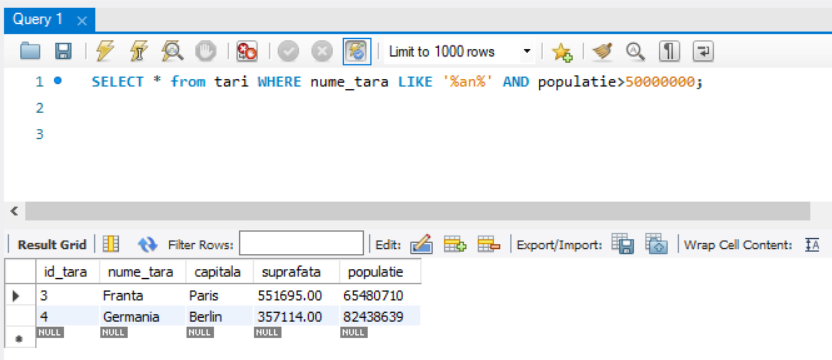 Query 1
Limit to 1000 rows
1 SELECT * from tari WHERE nume_tara LIKE '%an%' AND populatie>50000000;
2
3
Result Grid Filter Rows: Edit: Export/Import: Wrap Cell Content: IA
id_tara nume_tara capitala suprafata populatie
3 Franta Paris 551695.00 65480710
4 Germania Berlin 357114.00 82438639
NULL NULL NULL NULL NULL